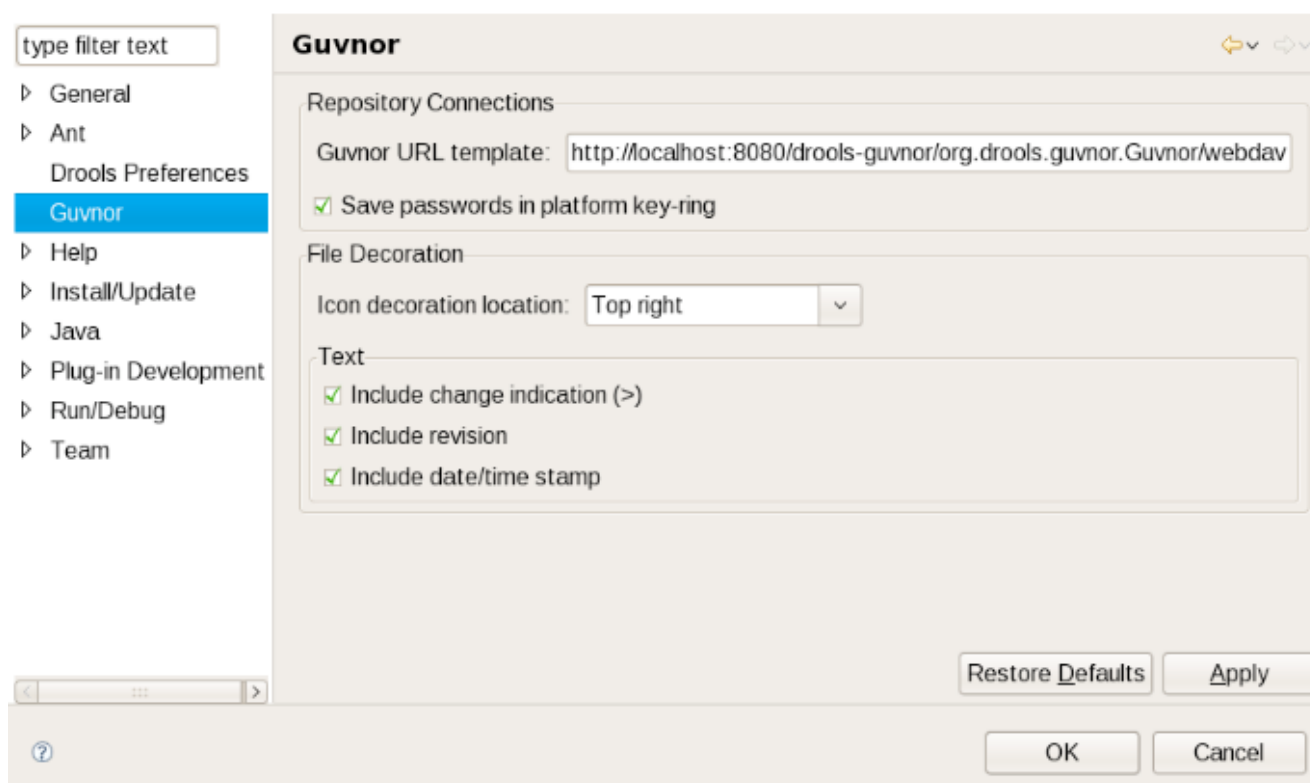 type filter text
General
Ant
Drools Preferences
Guvnor
Help
Install/Update
Java
Plug-in Development
Run/Debug
Team
Guvnor
Repository Connections
Guvnor URL template: http://localhost:8080/drools-guvnor/org.drools.guvnor.Guvnor/webdav
Save passwords in platform key-ring
File Decoration
Icon decoration location: Top right
Text
Include change indication (>)
Include revision
Include date/time stamp
Restore Defaults Apply
OK Cancel